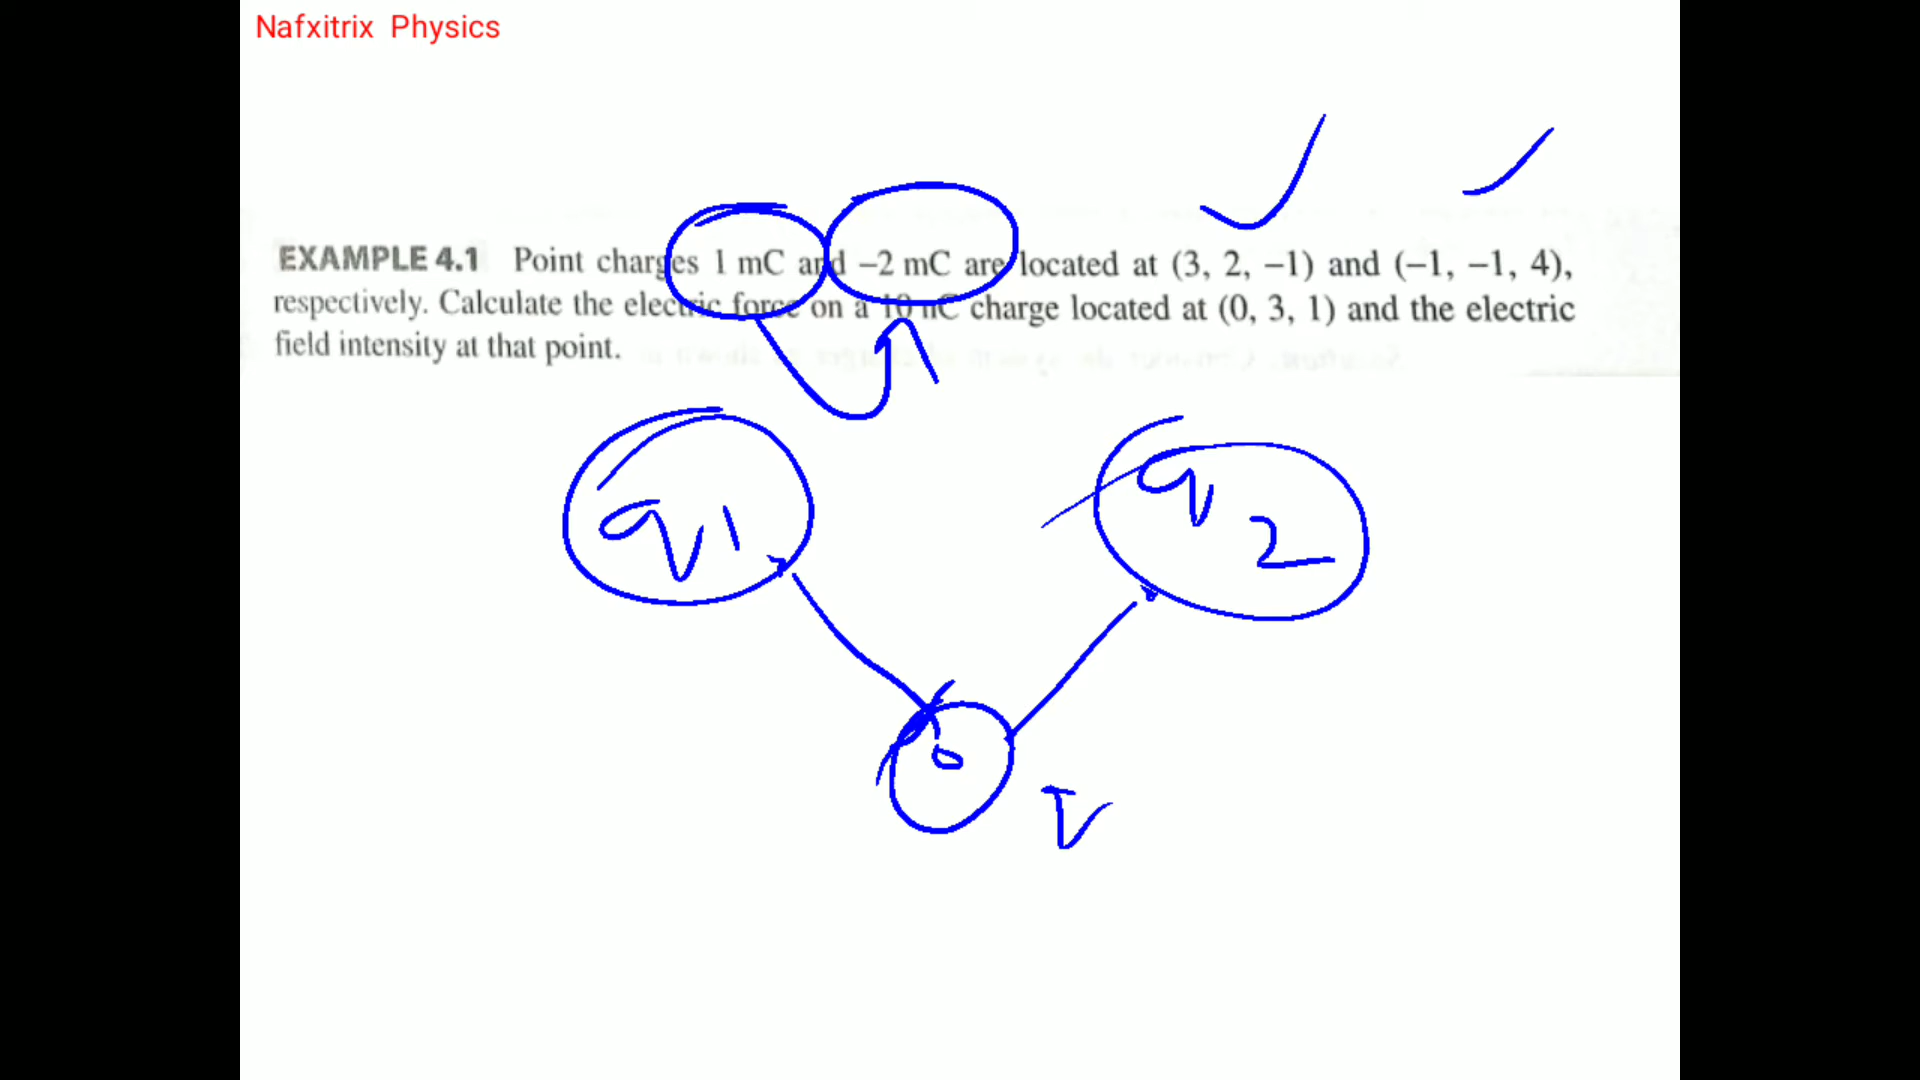 Nafxitrix Physics
EXAMPLE 4.1 Point charges 1 mC and −2 mC are located at (3, 2, −1) and (−1, −1, 4),
respectively. Calculate the electric force on a 10 nC charge located at (0, 3, 1) and the electric
field intensity at that point.
q1
q2